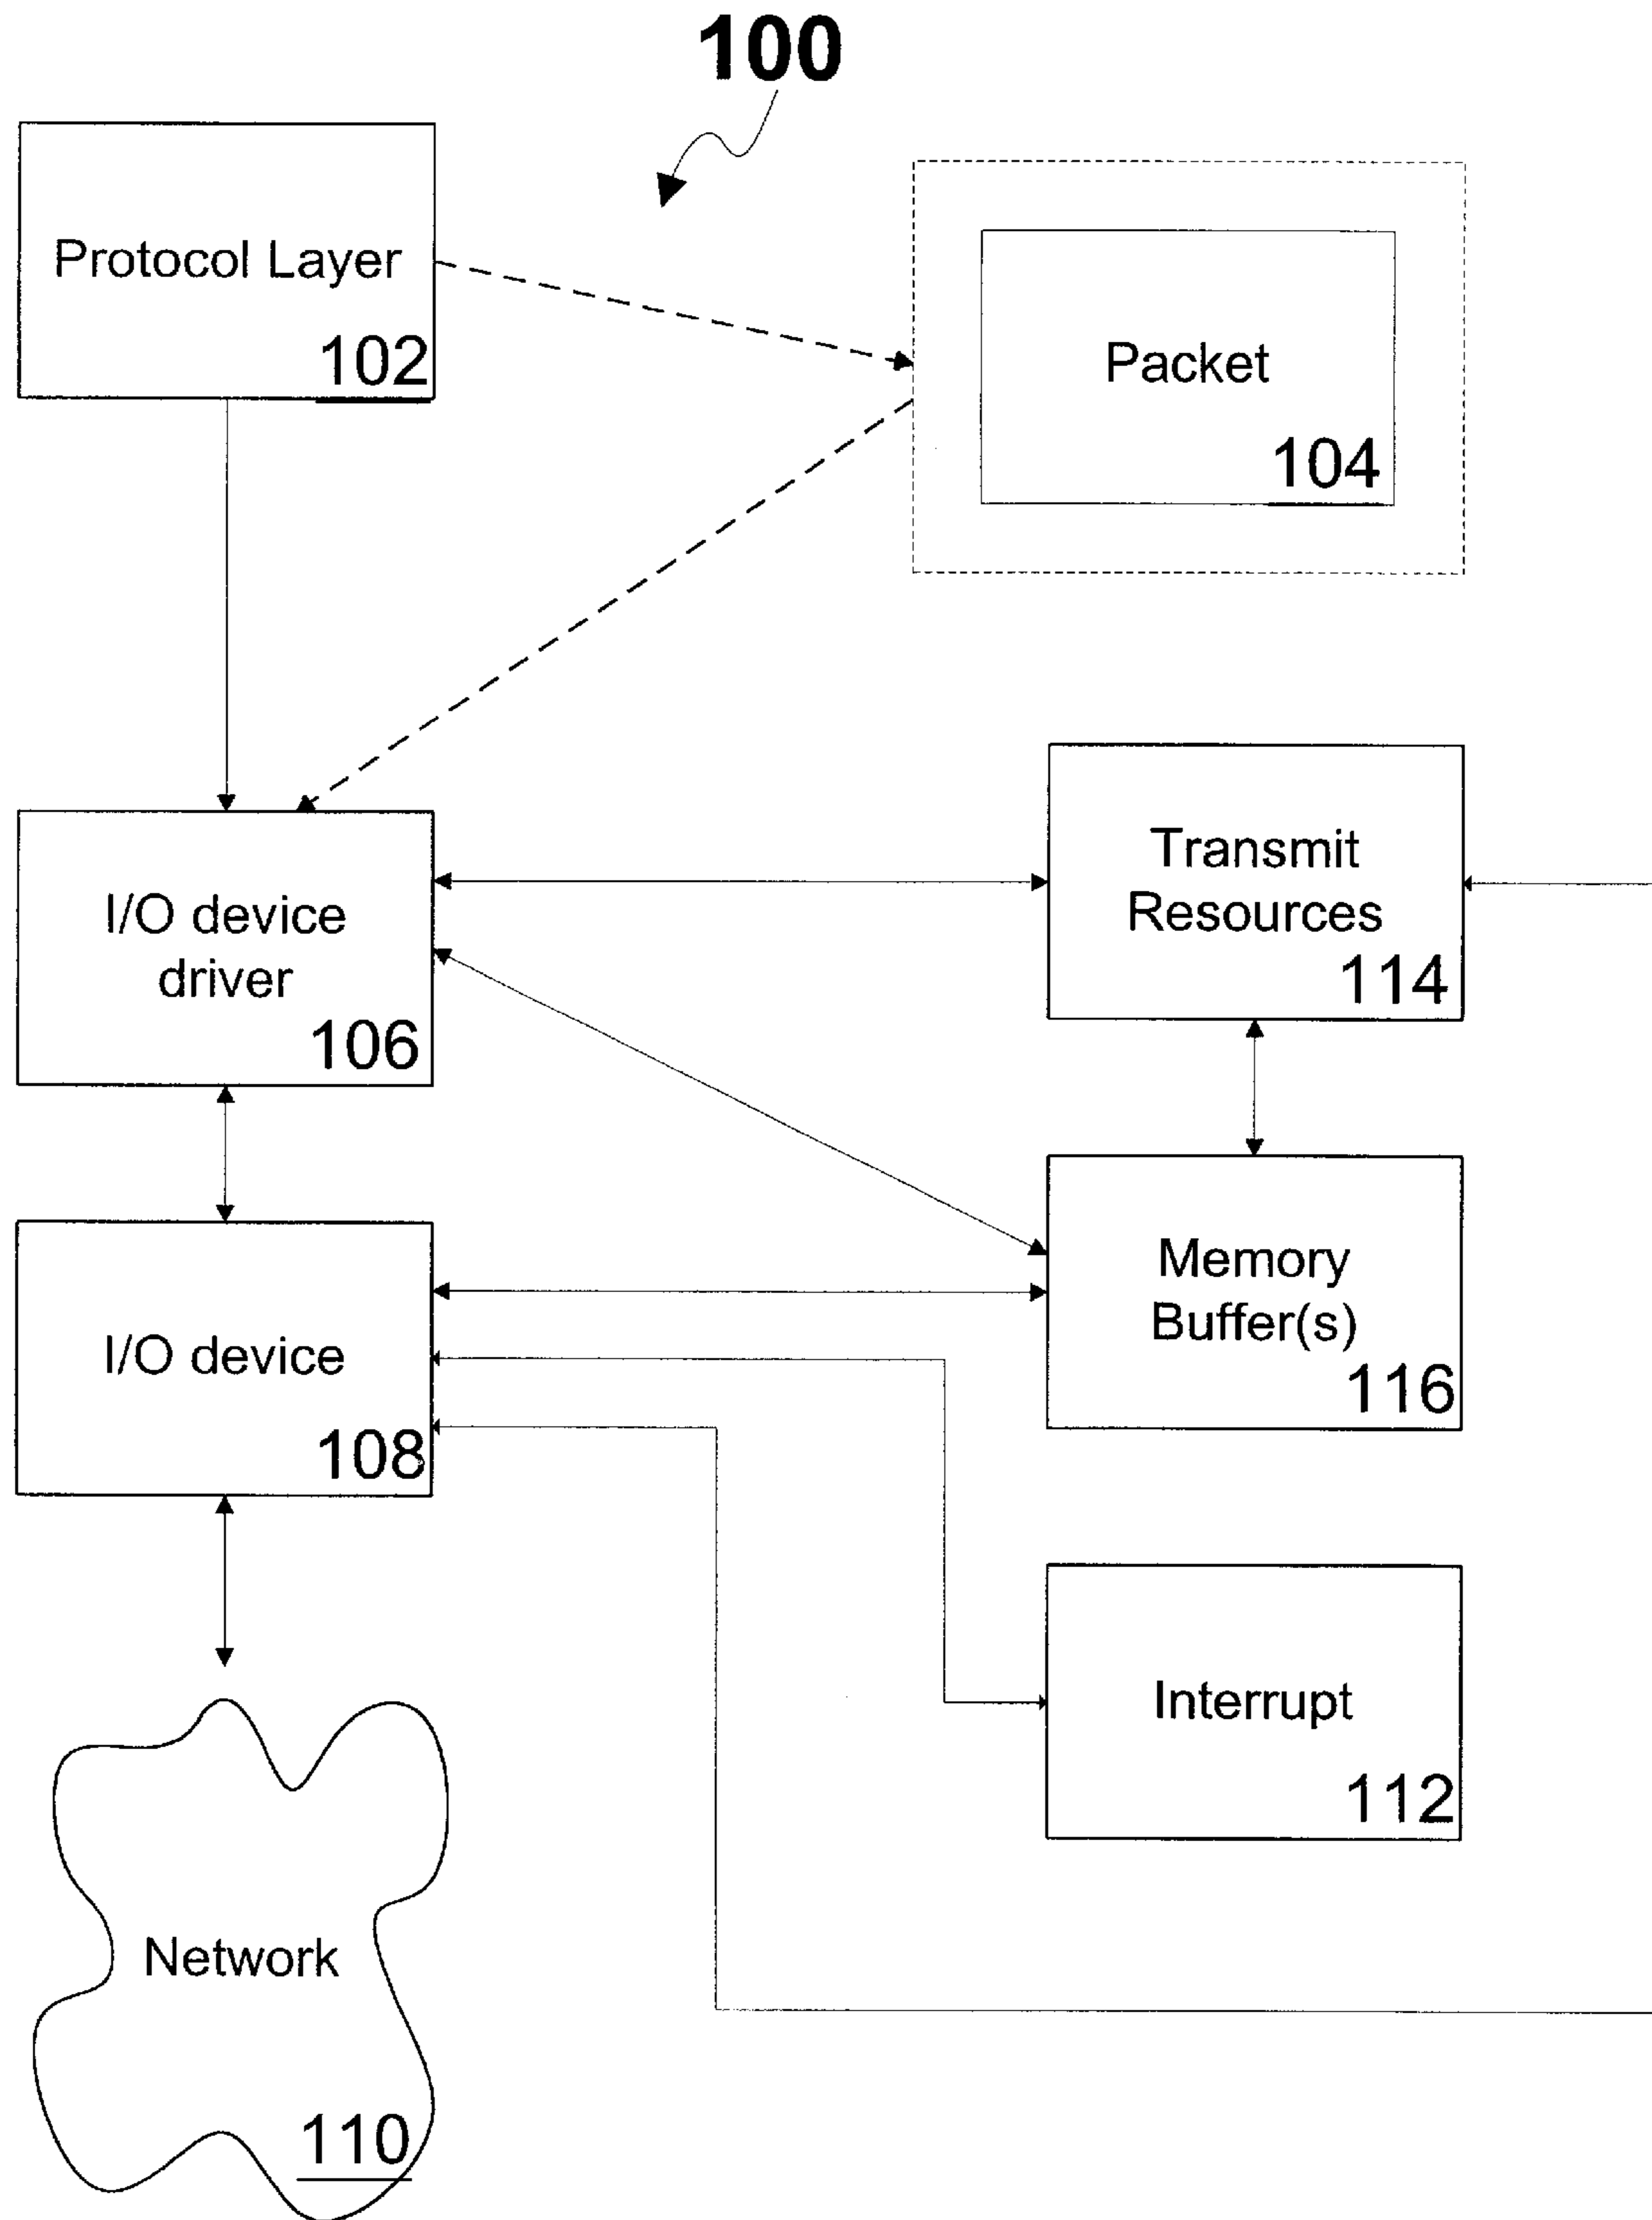 100
Protocol Layer
102
Packet
104
I/O device
driver
106
Transmit
Resources
114
I/O device
108
Memory
Buffer(s)
116
Interrupt
112
Network
110